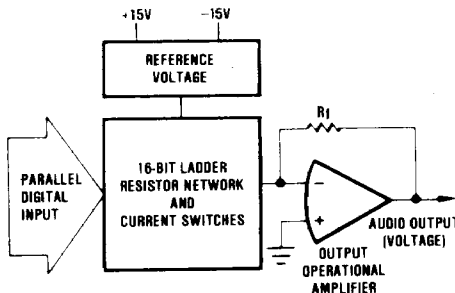 +15V
-15V
REFERENCE
VOLTAGE
Rf
PARALLEL
DIGITAL
INPUT
16-BIT LADDER
RESISTOR NETWORK
AND
CURRENT SWITCHES
-
+
AUDIO OUTPUT
(VOLTAGE)
OUTPUT
OPERATIONAL
AMPLIFIER